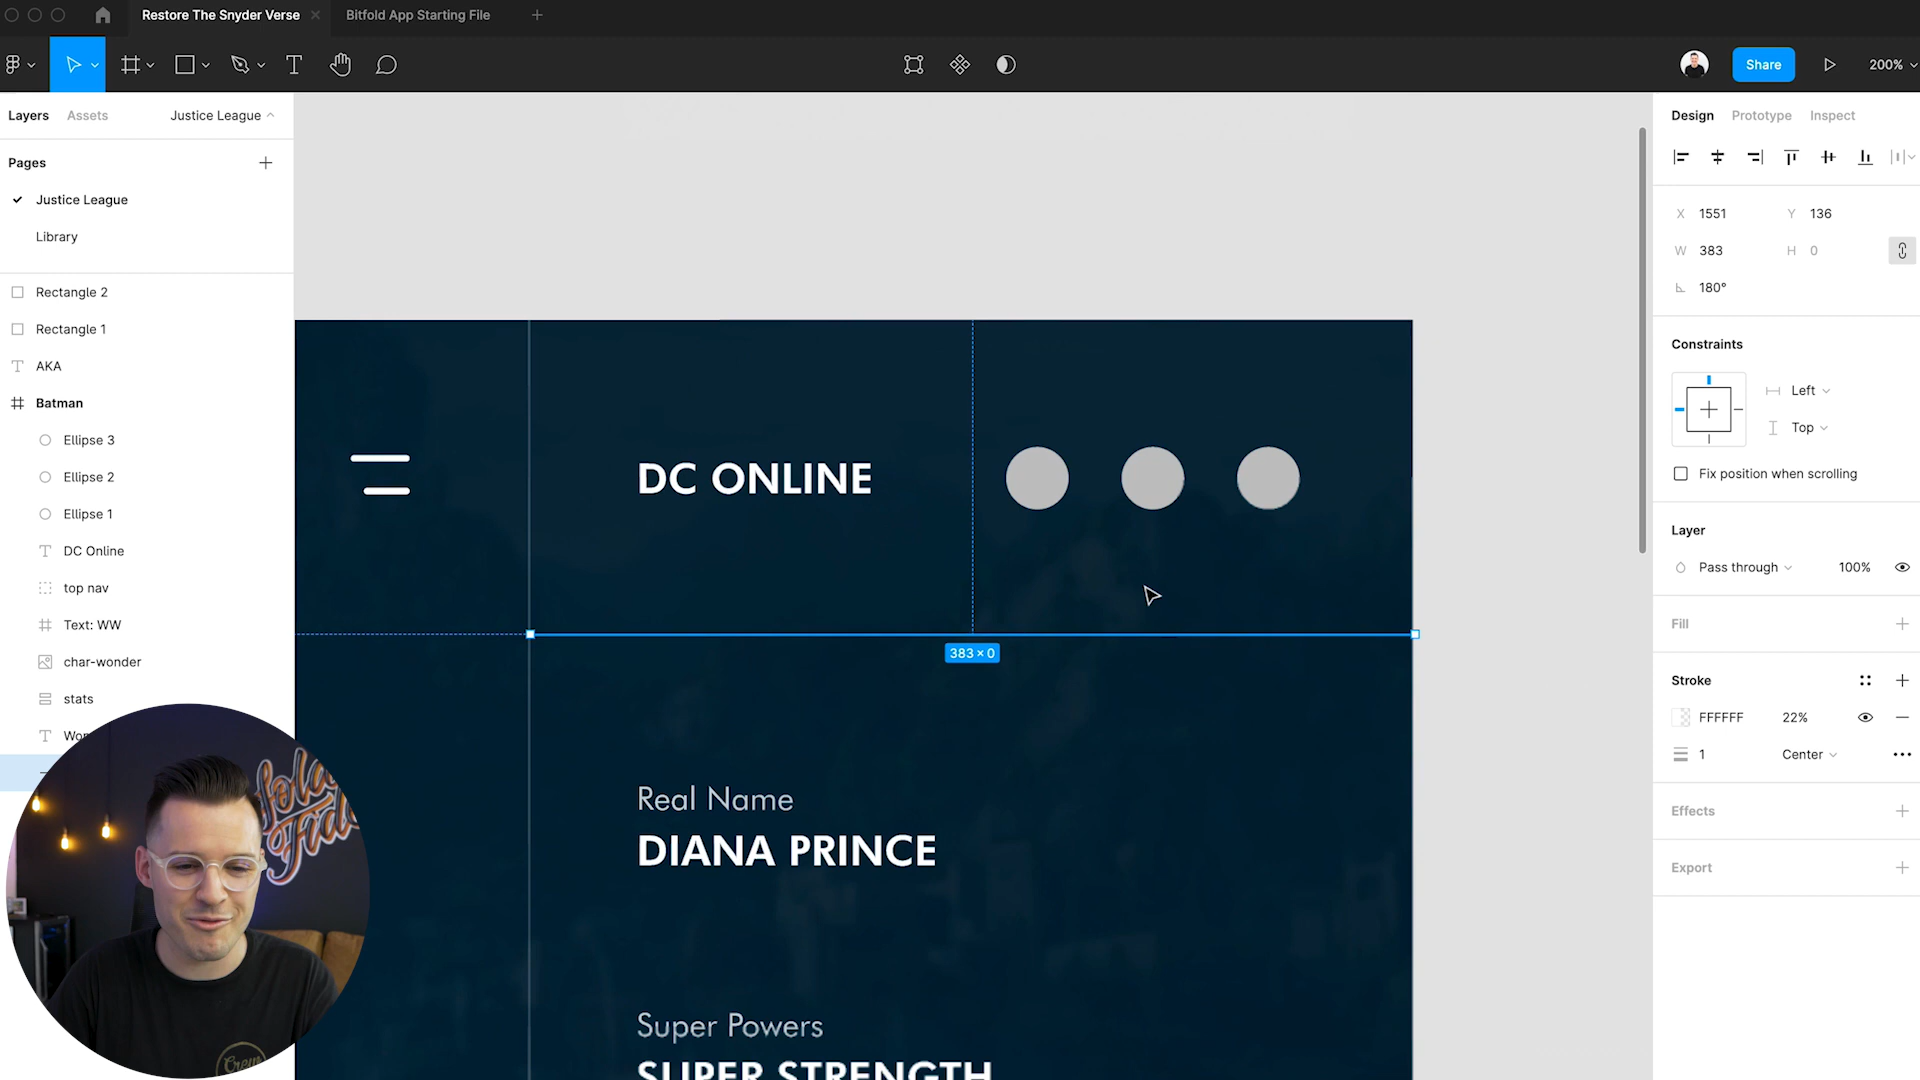 Restore The Snyder Verse
Bitfold App Starting File
Share
200%
Layers
Assets
Justice League
Pages
Justice League
Library
Rectangle 2
Rectangle 1
AKA
Batman
Ellipse 3
Ellipse 2
Ellipse 1
DC Online
top nav
Text: WW
char-wonder
stats
DC ONLINE
383 × 0
Real Name
DIANA PRINCE
Super Powers
SUPER STRENGTH
Design
Prototype
Inspect
X 1551
Y 136
W 383
H 0
180°
Constraints
Left
Top
Fix position when scrolling
Layer
Pass through
100%
Fill
Stroke
FFFFFF
22%
1
Center
Effects
Export